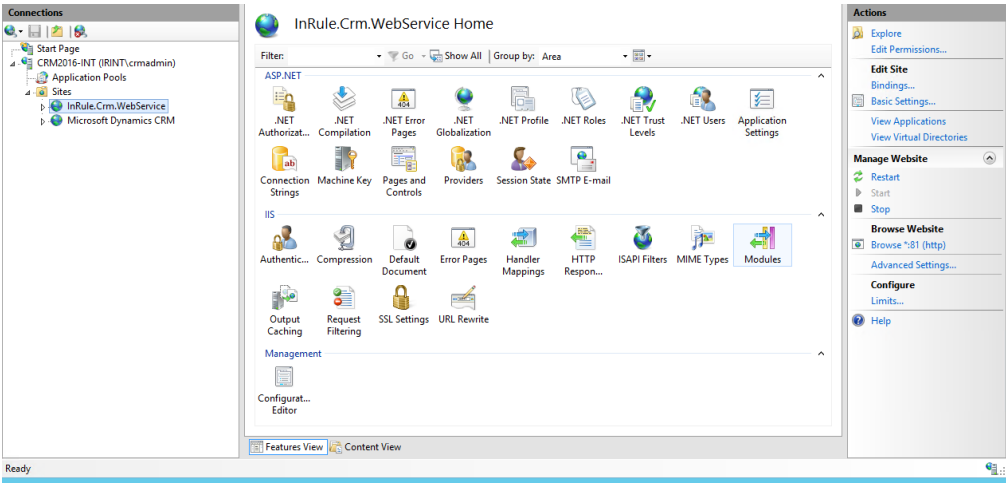 Connections
Start Page
CRM2016-INT (IRINT\crmadmin)
Application Pools
Sites
InRule.Crm.WebService
Microsoft Dynamics CRM
InRule.Crm.WebService Home
Filter: Go Show All Group by: Area
ASP.NET
.NET Authorizat...
.NET Compilation
.NET Error Pages
.NET Globalization
.NET Profile
.NET Roles
.NET Trust Levels
.NET Users
Application Settings
Connection Strings
Machine Key
Pages and Controls
Providers
Session State
SMTP E-mail
IIS
Authentic...
Compression
Default Document
Error Pages
Handler Mappings
HTTP Respon...
ISAPI Filters
MIME Types
Modules
Output Caching
Request Filtering
SSL Settings
URL Rewrite
Management
Configurat... Editor
Features View Content View
Actions
Explore
Edit Permissions...
Edit Site
Bindings...
Basic Settings...
View Applications
View Virtual Directories
Manage Website
Restart
Start
Stop
Browse Website
Browse *:81 (http)
Advanced Settings...
Configure
Limits...
Help
Ready